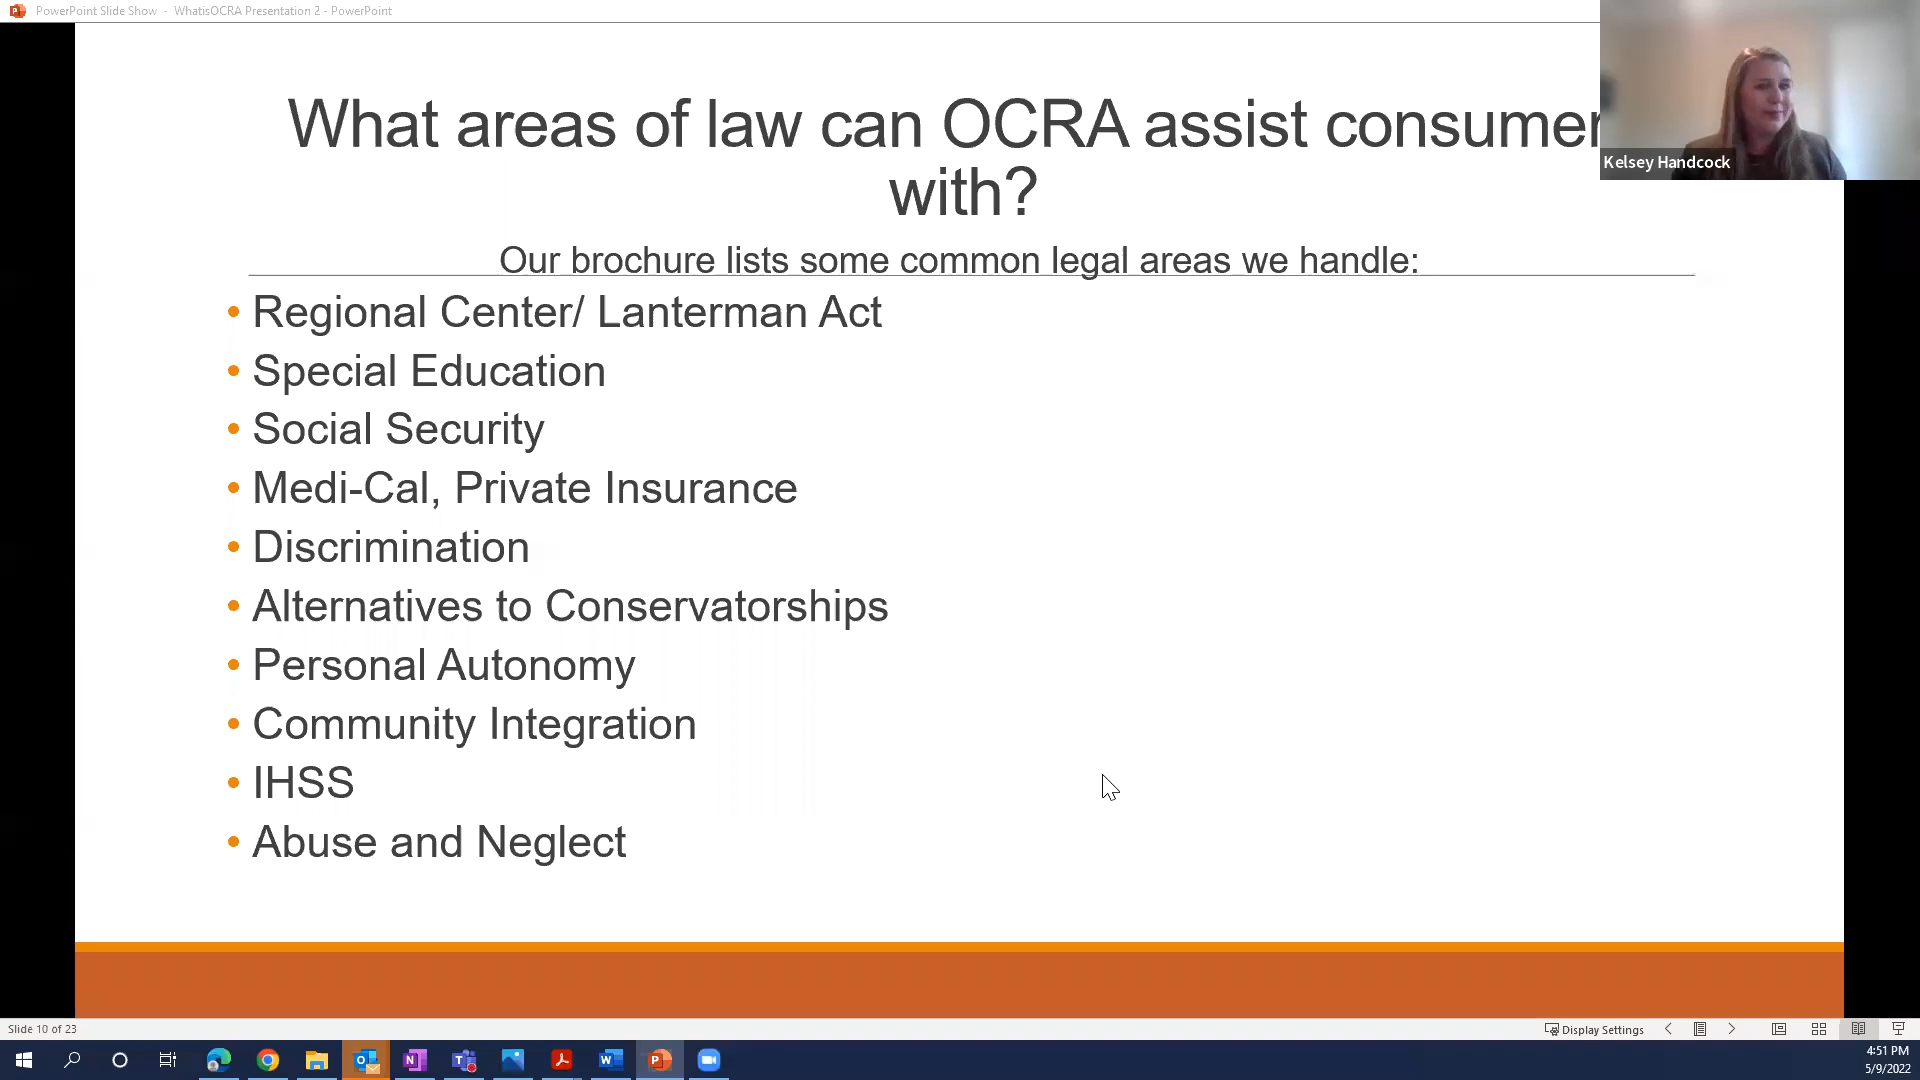 PowerPoint Slide Show - WhatisOCRA Presentation 2 - PowerPoint
What areas of law can OCRA assist consumer
with?
Kelsey Handcock
Our brochure lists some common legal areas we handle:
• Regional Center/ Lanterman Act
• Special Education
• Social Security
• Medi-Cal, Private Insurance
• Discrimination
• Alternatives to Conservatorships
• Personal Autonomy
• Community Integration
• IHSS
• Abuse and Neglect
Slide 10 of 23
Display Settings
4:51 PM
5/9/2022